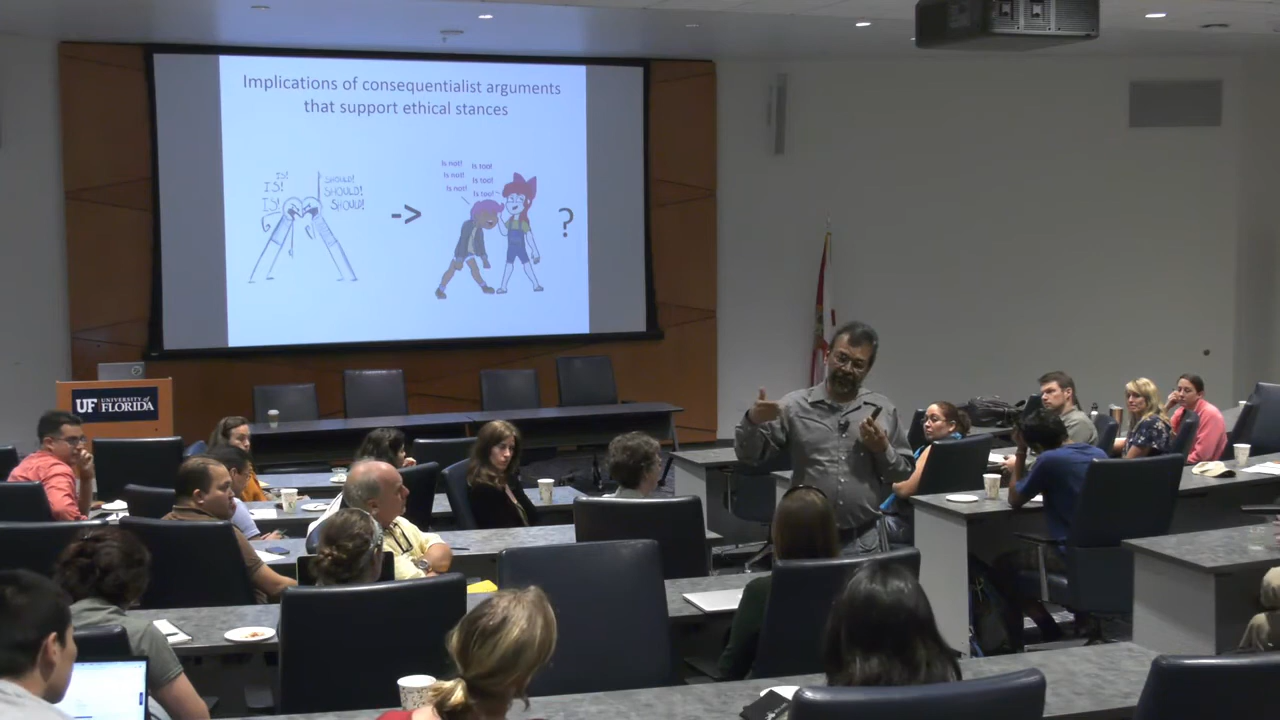 Implications of consequentialist arguments
that support ethical stances
IS!
IS!
IS!
SHOULD!
SHOULD!
SHOULD!
->
Is not!
Is not!
Is not!
Is too!
Is too!
Is too!
?
UF UNIVERSITY of
FLORIDA